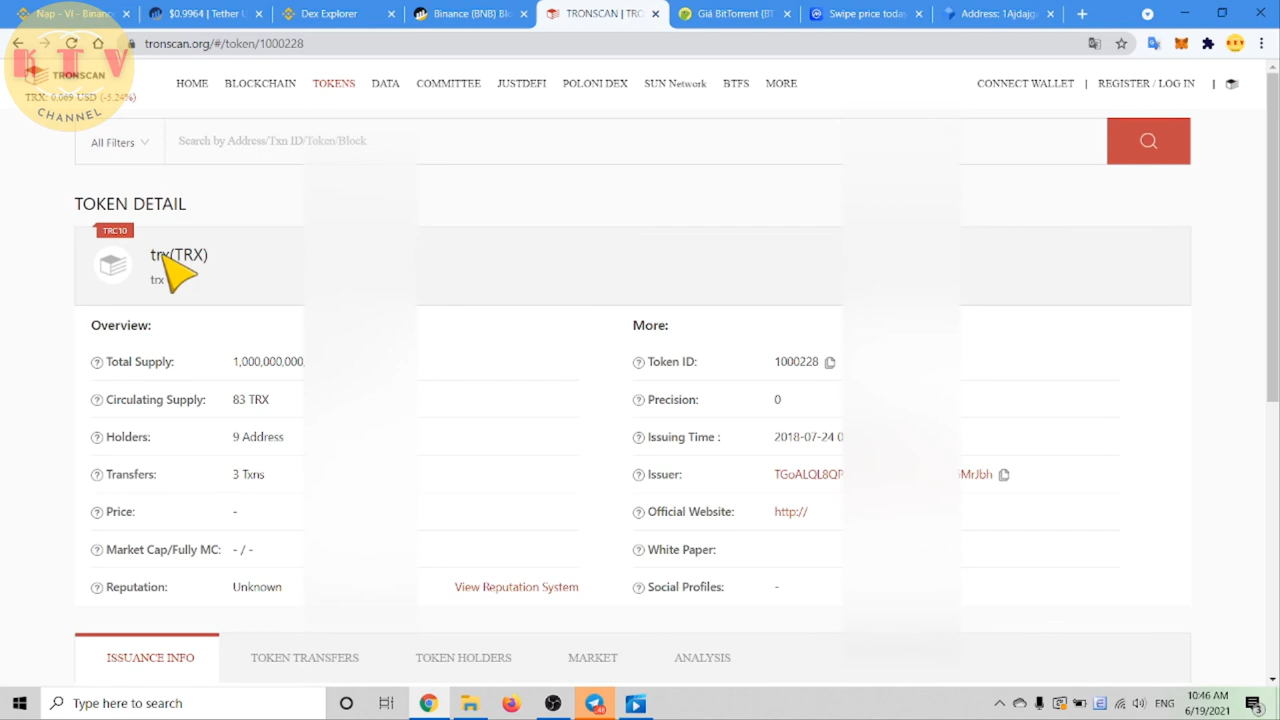 Nạp - Ví - Binanc
$0.9964 | Tether U
Dex Explorer
Binance (BNB) Bl
TRONSCAN | TRO
Giá BitTorrent (BT
Swipe price today
Address: 1Ajdajga
tronscan.org/#/token/1000228
KTV
CHANNEL
TRONSCAN
TRX: 0.069 USD (-5.24%)
HOME
BLOCKCHAIN
TOKENS
DATA
COMMITTEE
JUSTDEFI
POLONI DEX
SUN Network
BTFS
MORE
CONNECT WALLET
|
REGISTER / LOG IN
|
All Filters
Search by Address/Txn ID/Token/Block
TOKEN DETAIL
TRC10
trx(TRX)
trx
Overview:
Total Supply: 1,000,000,000,
Circulating Supply: 83 TRX
Holders: 9 Address
Transfers: 3 Txns
Price: -
Market Cap/Fully MC: - / -
Reputation: Unknown
View Reputation System
More:
Token ID: 1000228
Precision: 0
Issuing Time : 2018-07-24 0
Issuer:
Official Website: http://
White Paper:
Social Profiles: -
ISSUANCE INFO
TOKEN TRANSFERS
TOKEN HOLDERS
MARKET
ANALYSIS
Type here to search
ENG
10:46 AM
6/19/2021
3